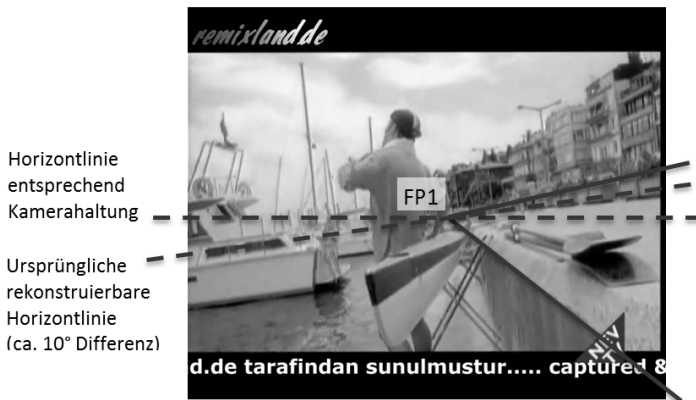 remixland.de
Horizontlinie
entsprechend
Kamerahaltung
FP1
Ursprüngliche
rekonstruierbare
Horizontlinie
(ca. 10° Differenz)
d.de tarafindan sunulmustur..... captured &